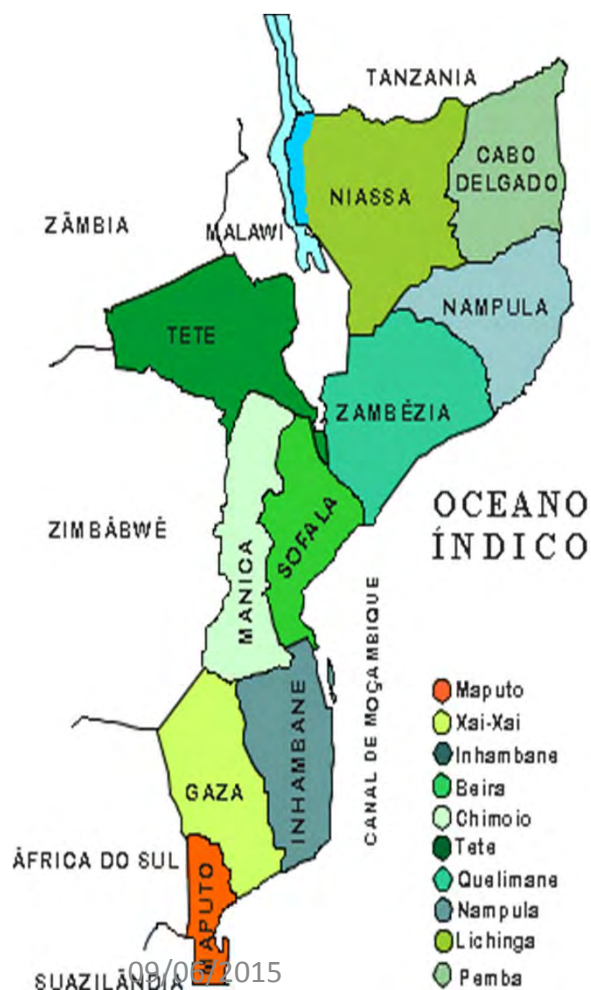 TANZANIA
CABO
DELGADO
NIASSA
ZÂMBIA
MALAWI
NAMPULA
TETE
ZAMBÉZIA
OCEANO
ÍNDICO
ZIMBÁBWÈ
SOFALA
MANICA
CANAL DE MOÇAMBIQUE
INHAMBANE
GAZA
ÁFRICA DO SUL
MAPUTO
SUAZILÂNDIA
09/06/2015
Maputo
Xai-Xai
Inhambane
Beira
Chimoio
Tete
Quelimane
Nampula
Lichinga
Pemba